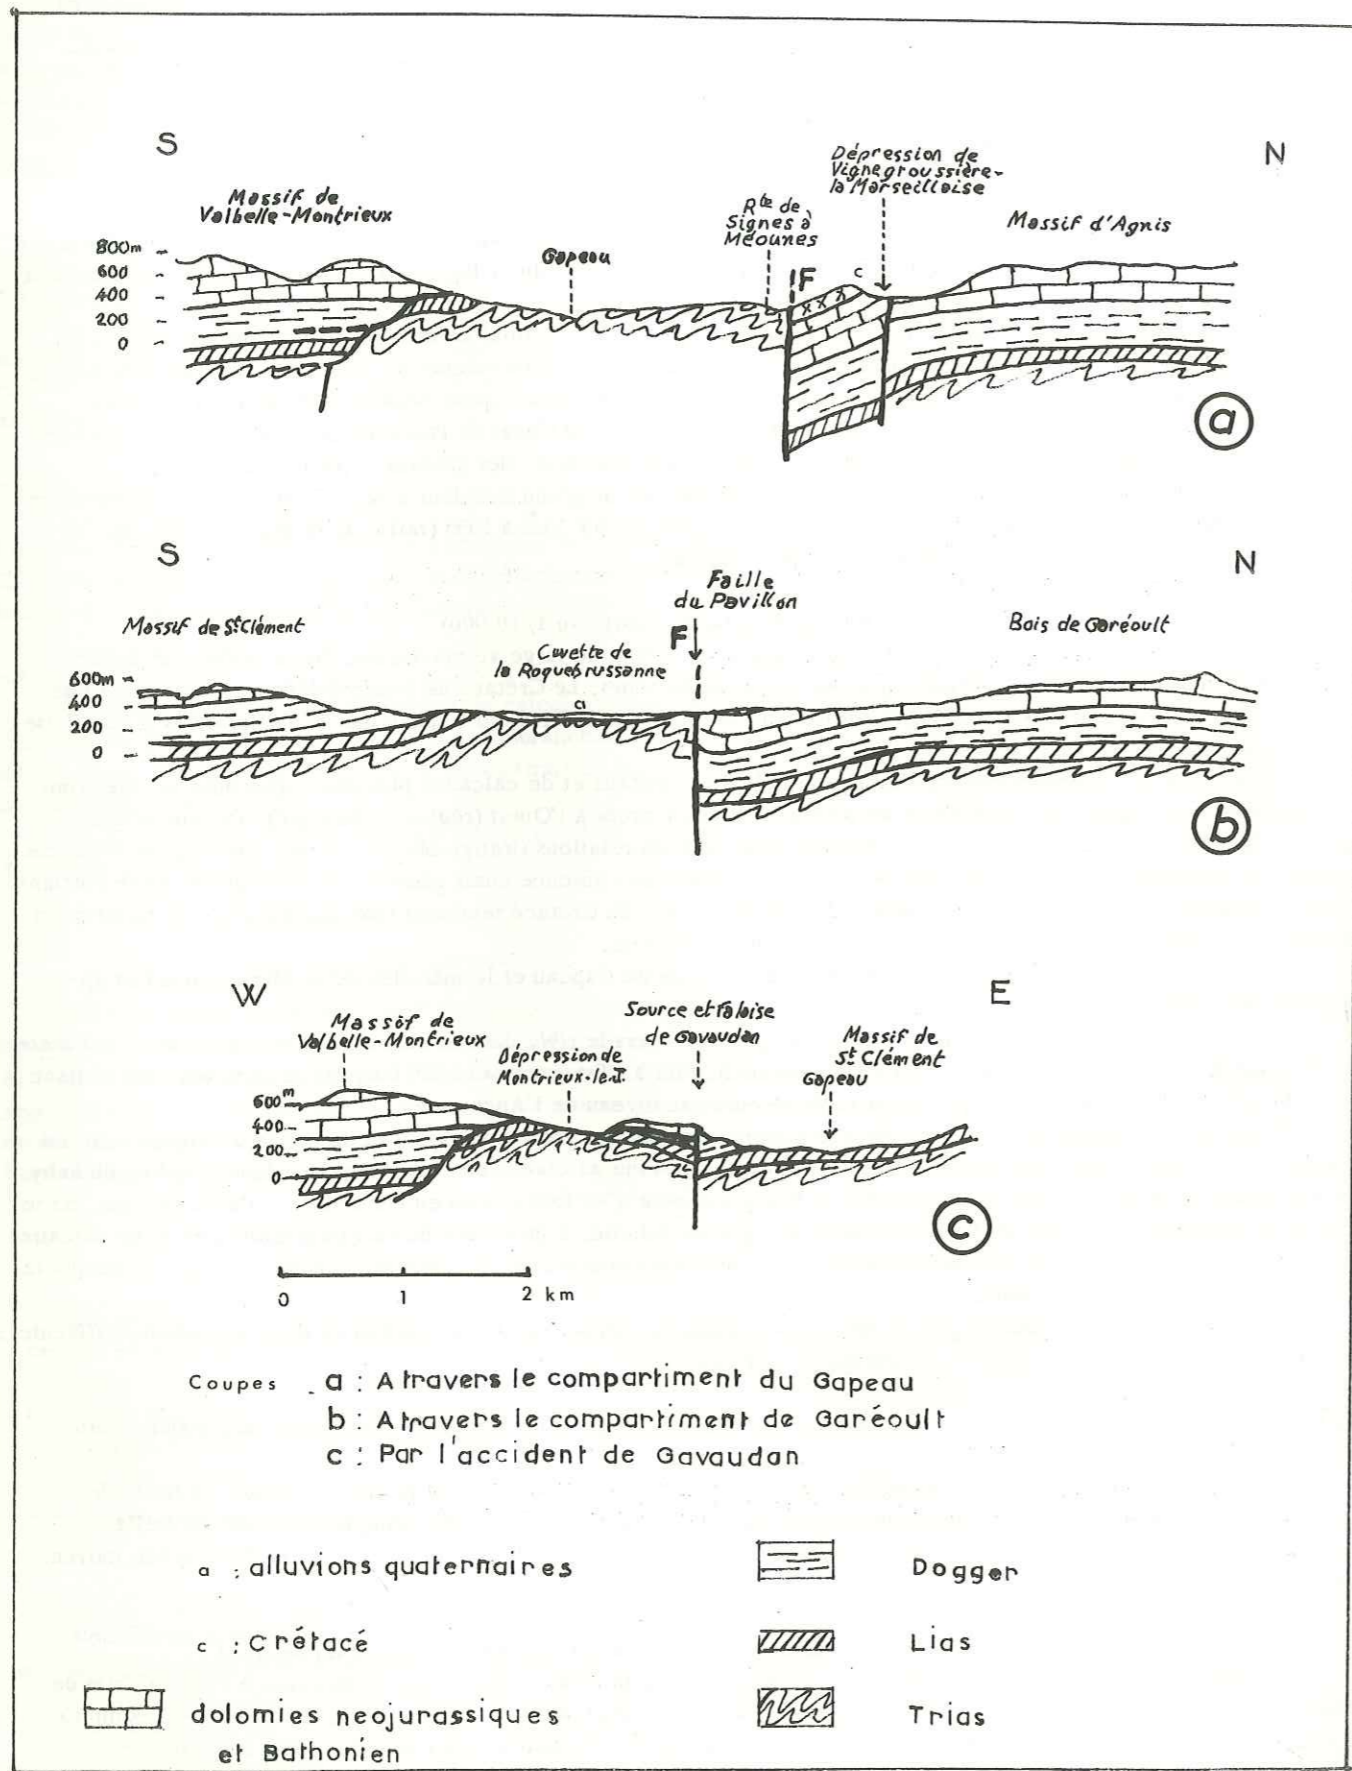 S
N
Massif de
Valbelle-Montrieux
Gapeau
Rte de
Signes à
Méounes
Dépression de
Vignegroussière-
la Marseillaise
Massif d'Agnis
800m
600
400
200
0
F
c
a
S
N
Massif de St Clément
Cuvette de
la Roquebrussanne
Faille
du Pavillon
Bois de Garéoult
600m
400
200
0
a
F
b
W
E
Massif de
Valbelle-Montrieux
Dépression de
Montrieux-le-J.
Source et falaise
de Gavaudan
Massif de
St Clément
Gapeau
600m
400
200
0
c
0 1 2 km
Coupes a : A travers le compartiment du Gapeau
b : A travers le compartiment de Garéoult
c : Par l'accident de Gavaudan
a : alluvions quaternaires
c : Crétacé
dolomies neojurassiques
et Bathonien
Dogger
Lias
Trias